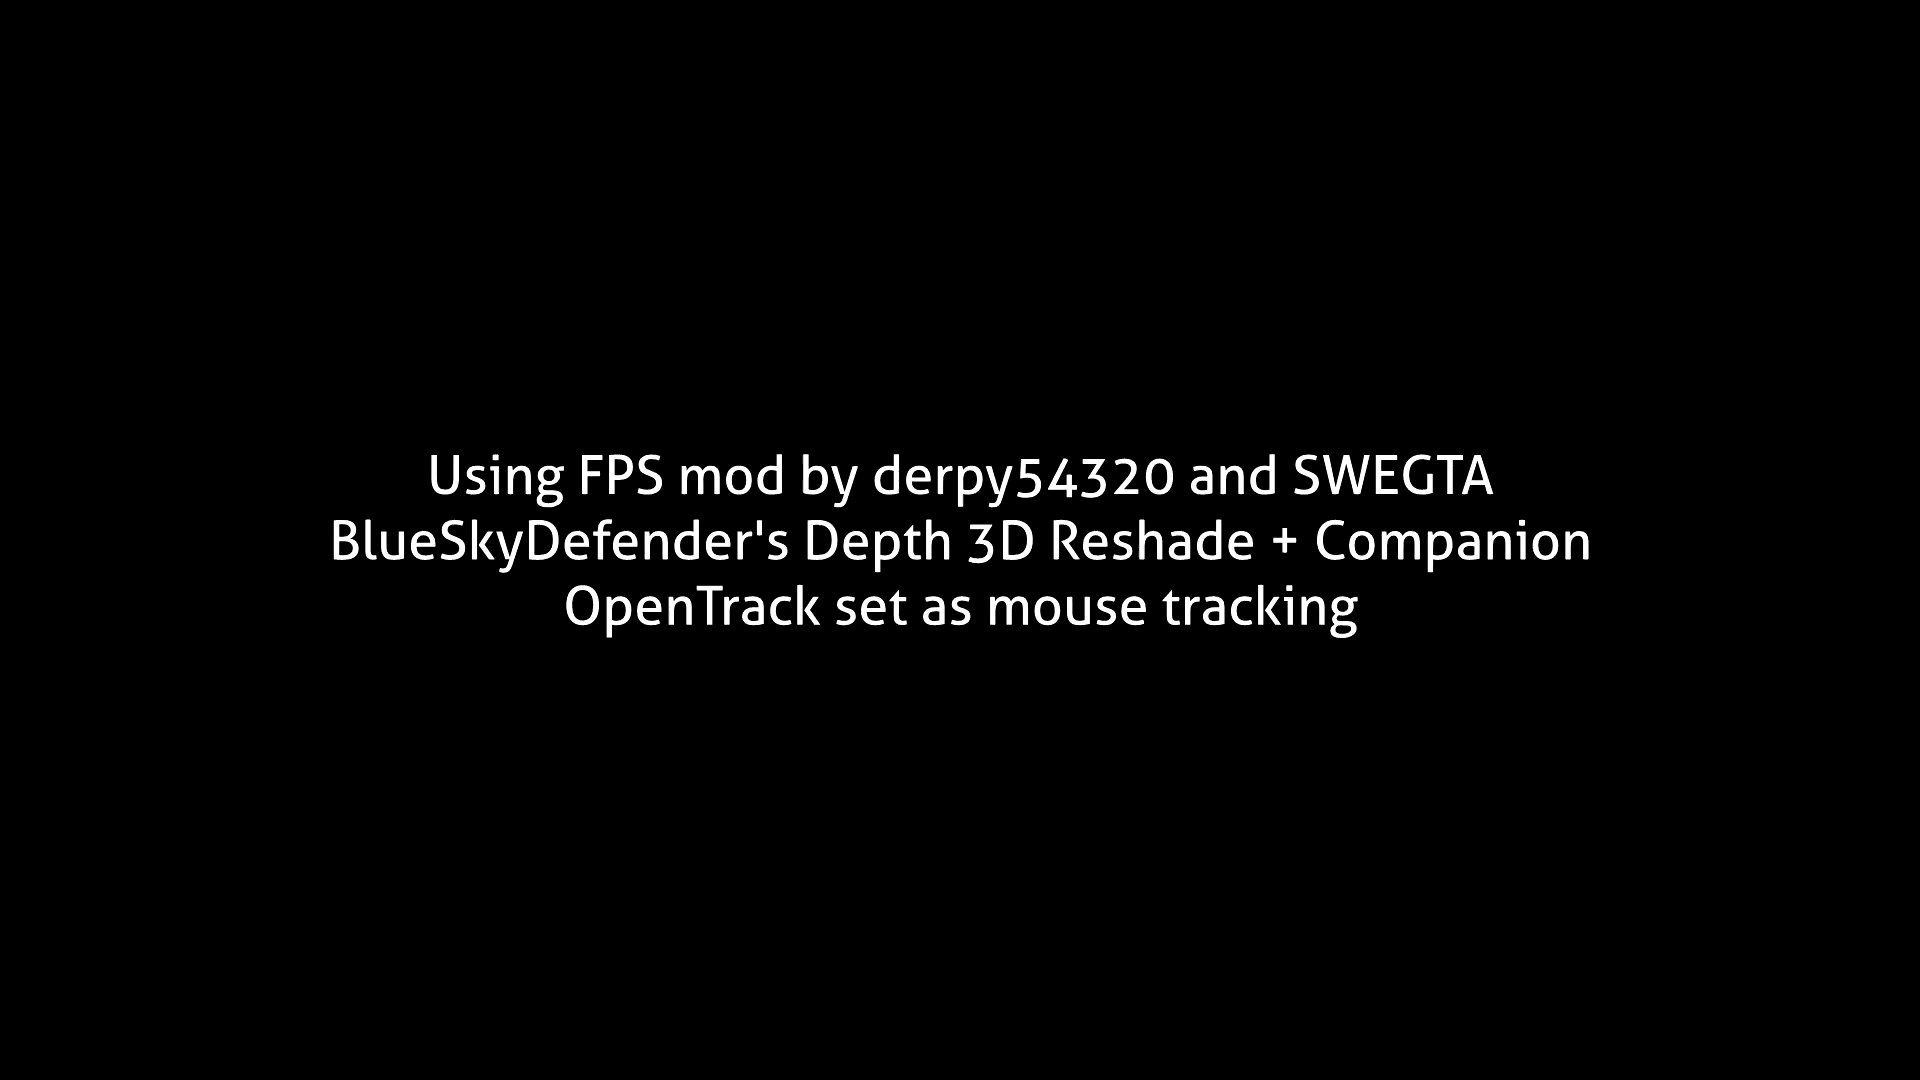 Using FPS mod by derpy54320 and SWEGTA
BlueSkyDefender's Depth 3D Reshade + Companion
OpenTrack set as mouse tracking